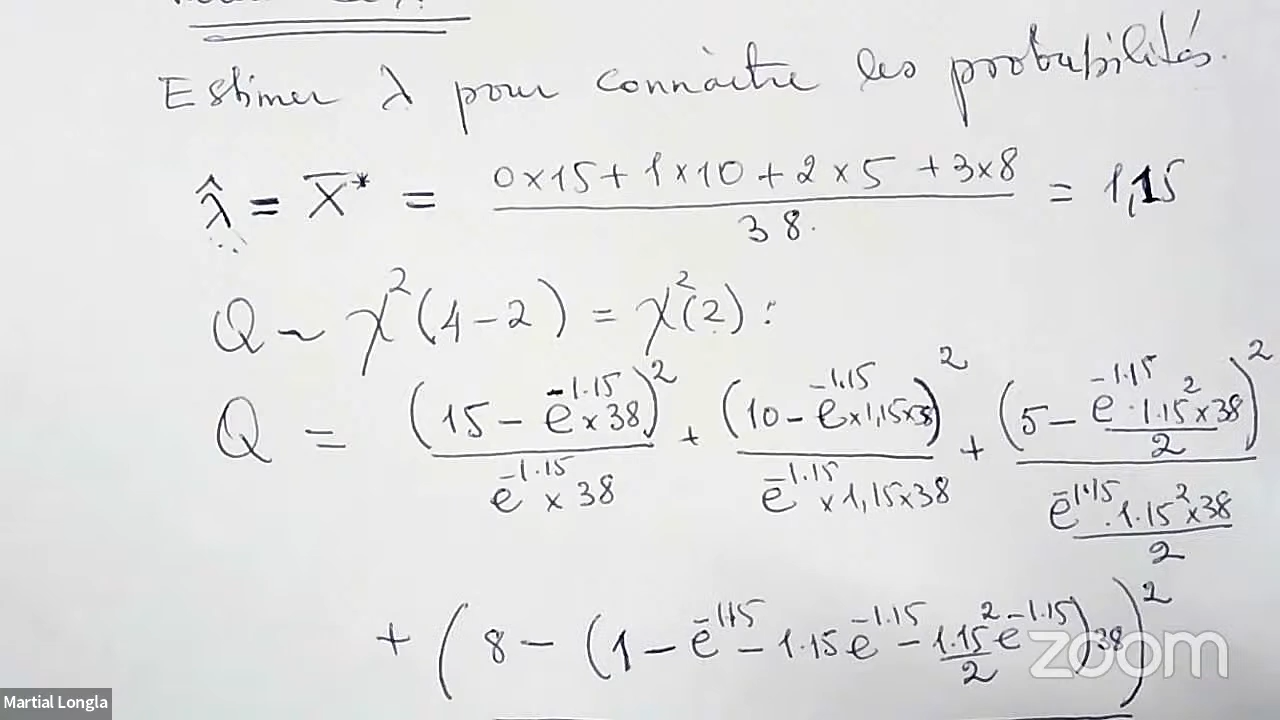 Estimer λ pour connaître les probabilités.
λ̂ = X̄* = (0×15 + 1×10 + 2×5 + 3×8)/38. = 1,15
Q ~ χ²(4-2) = χ²(2) :
Q = (15 - e^-1.15 × 38)²/(e^-1.15 × 38) + (10 - e^-1.15 ×1,15×38)²/(e^-1.15 ×1,15×38) + (5 - (e^-1.15 · 1.15² ×38)/2)²/((e^-1.15 · 1.15² ×38)/2)
+ (8 - (1 - e^-1.15 - 1.15e^-1.15 - (1.15²/2) e^-1.15)38)²
zoom
Martial Longla